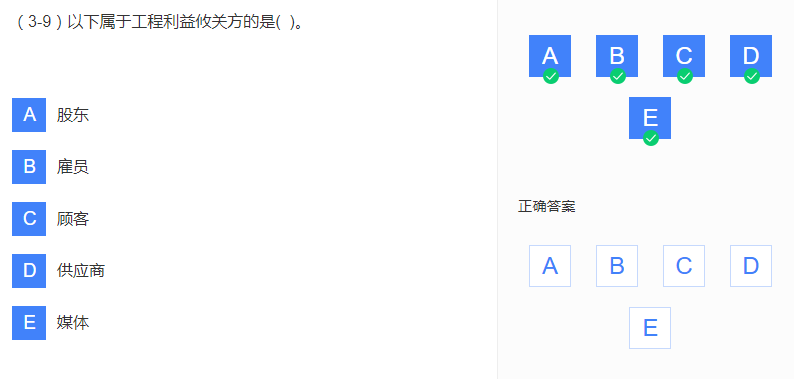 （3-9）以下属于工程利益攸关方的是( )。
A 股东
B 雇员
C 顾客
D 供应商
E 媒体
A B C D
E
正确答案
A B C D
E